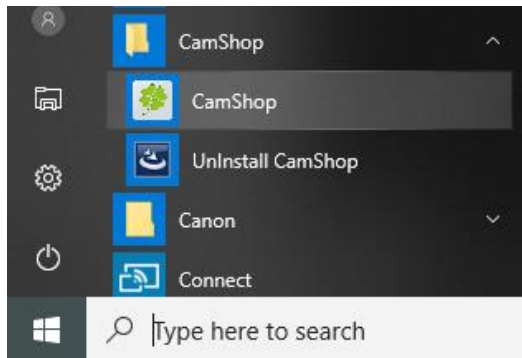 CamShop
CamShop
UnInstall CamShop
Canon
Connect
Type here to search